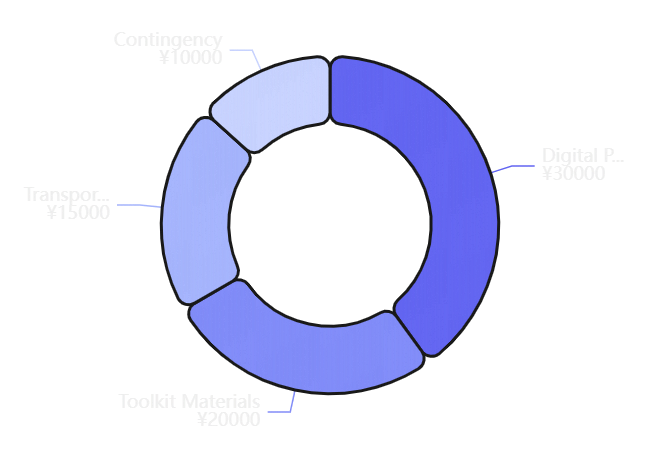 Contingency
¥10000
Digital P...
¥30000
Transpor...
¥15000
Toolkit Materials
¥20000